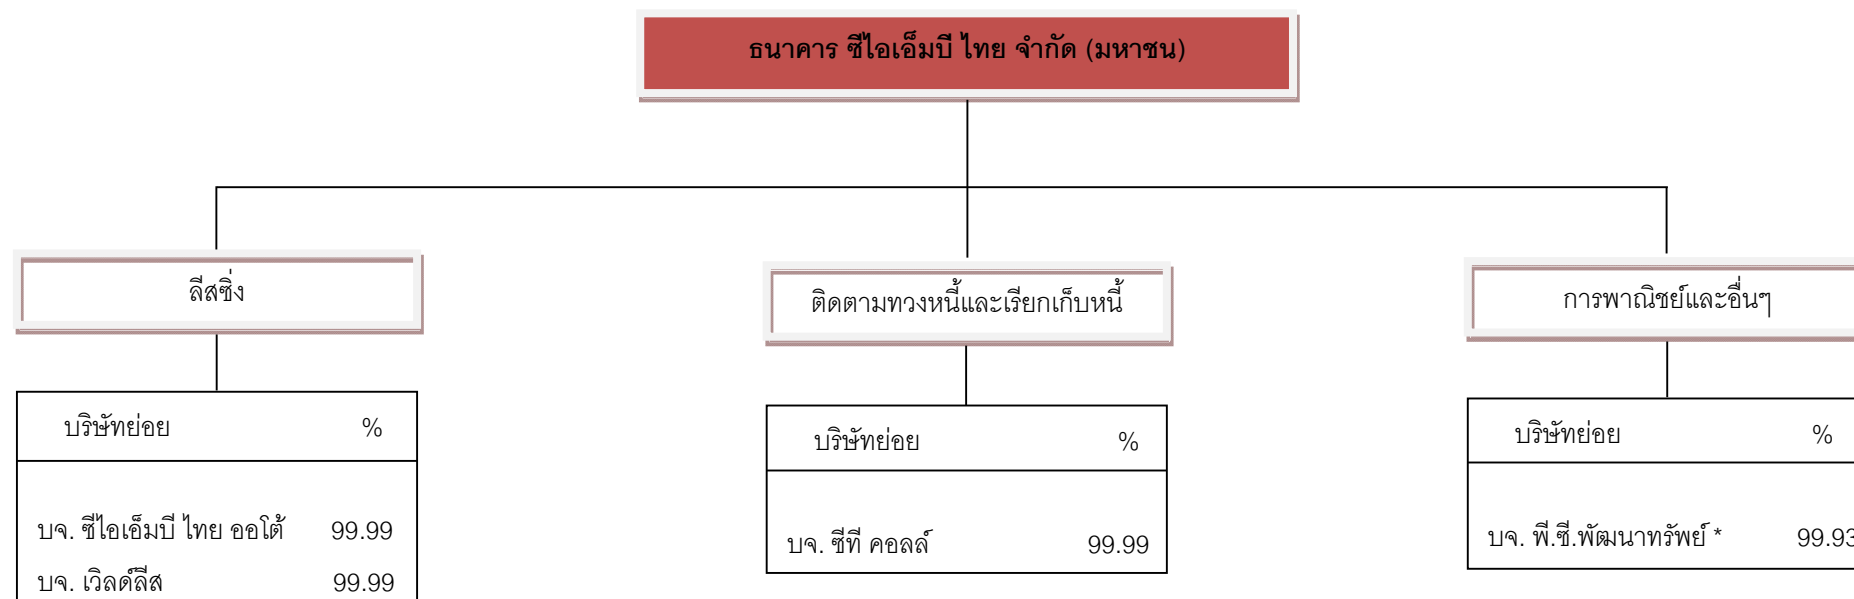 ธนาคาร ซีไอเอ็มบี ไทย จำกัด (มหาชน)
ลีสซิ่ง
บริษัทย่อย %
บจ. ซีไอเอ็มบี ไทย ออโต้ 99.99
บจ. เวิลด์ลีส 99.99
ติดตามทวงหนี้และเรียกเก็บหนี้
บริษัทย่อย %
บจ. ซีที คอลล์ 99.99
การพาณิชย์และอื่นๆ
บริษัทย่อย %
บจ. พี.ซี.พัฒนาทรัพย์ * 99.93